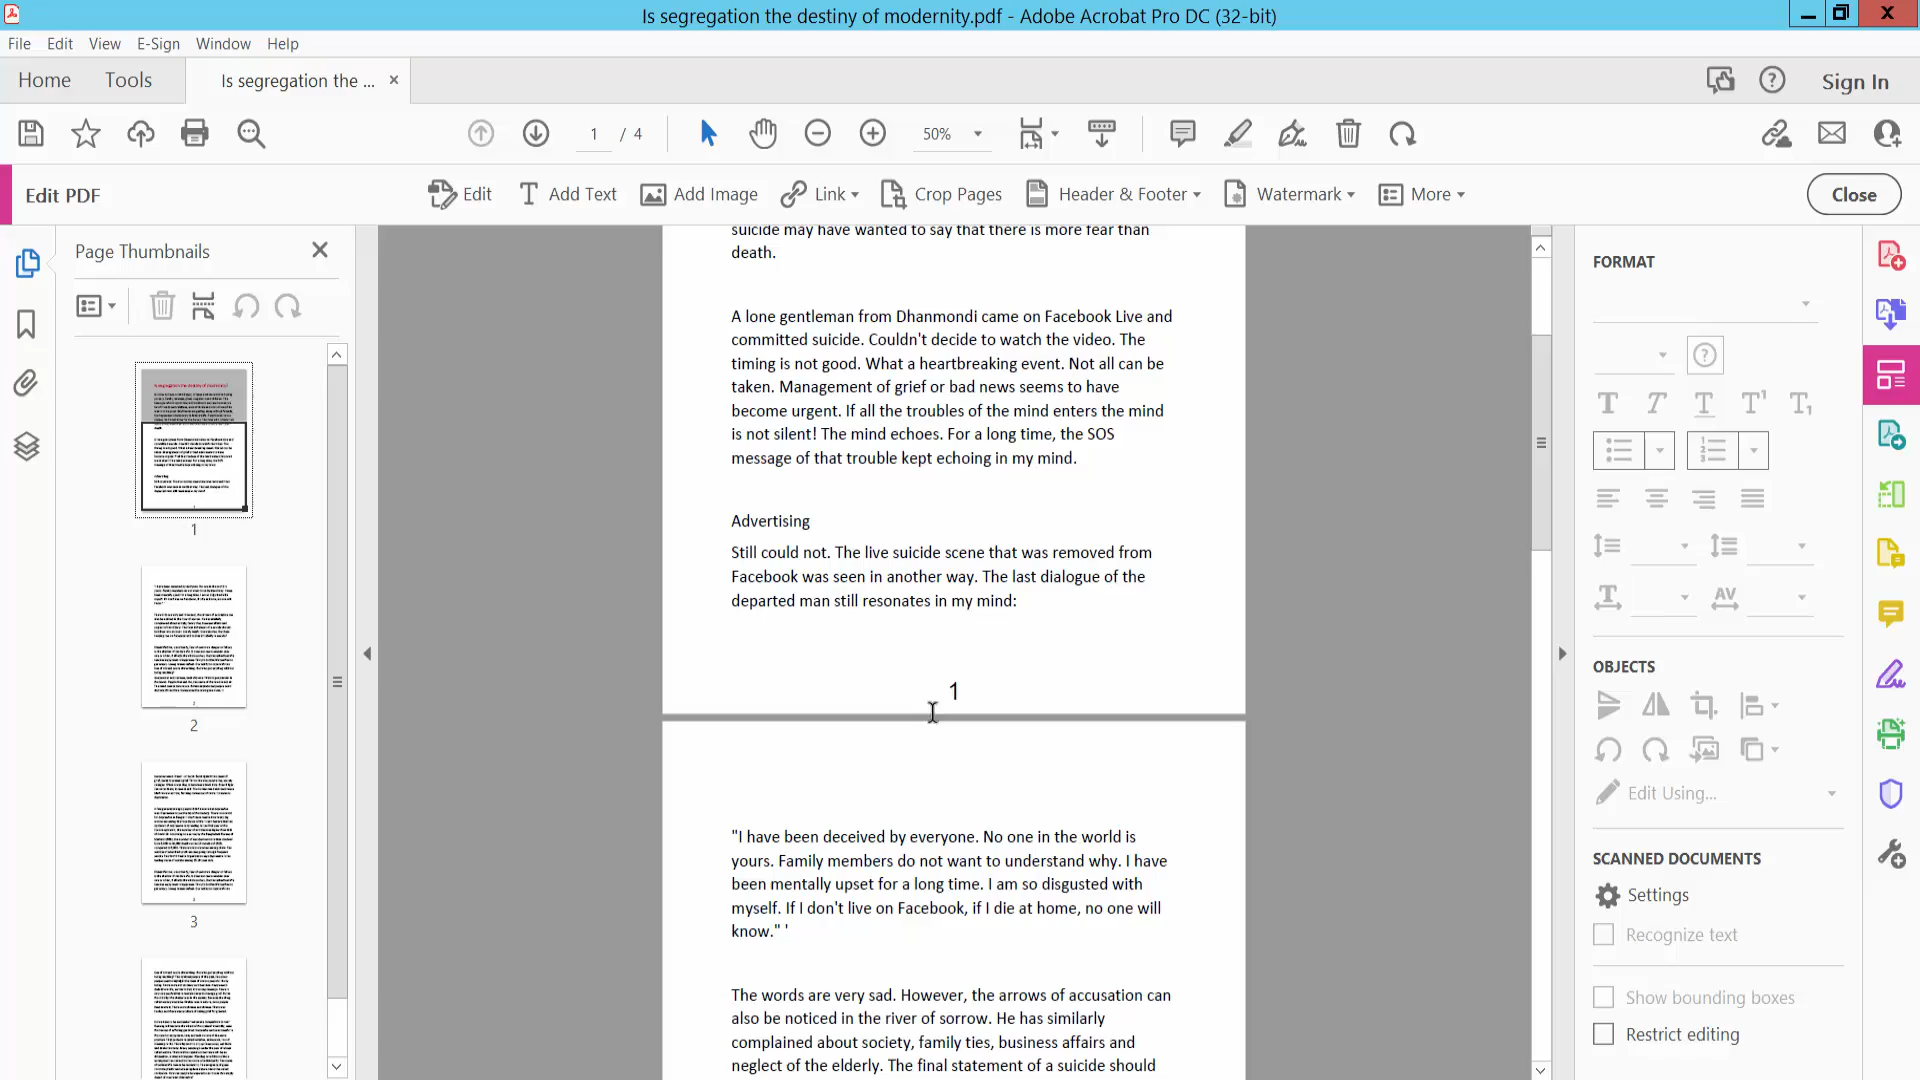 Is segregation the destiny of modernity.pdf - Adobe Acrobat Pro DC (32-bit)
File Edit View E-Sign Window Help
Home Tools Is segregation the ... × Sign In
1 / 4 50%
Edit PDF Edit Add Text Add Image Link Crop Pages Header & Footer Watermark More Close
Page Thumbnails
1
2
3
suicide may have wanted to say that there is more fear than
death.
A lone gentleman from Dhanmondi came on Facebook Live and
committed suicide. Couldn't decide to watch the video. The
timing is not good. What a heartbreaking event. Not all can be
taken. Management of grief or bad news seems to have
become urgent. If all the troubles of the mind enters the mind
is not silent! The mind echoes. For a long time, the SOS
message of that trouble kept echoing in my mind.
Advertising
Still could not. The live suicide scene that was removed from
Facebook was seen in another way. The last dialogue of the
departed man still resonates in my mind:
1
"I have been deceived by everyone. No one in the world is
yours. Family members do not want to understand why. I have
been mentally upset for a long time. I am so disgusted with
myself. If I don't live on Facebook, if I die at home, no one will
know." '
The words are very sad. However, the arrows of accusation can
also be noticed in the river of sorrow. He has similarly
complained about society, family ties, business affairs and
neglect of the elderly. The final statement of a suicide should
FORMAT
OBJECTS
Edit Using...
SCANNED DOCUMENTS
Settings
Recognize text
Show bounding boxes
Restrict editing